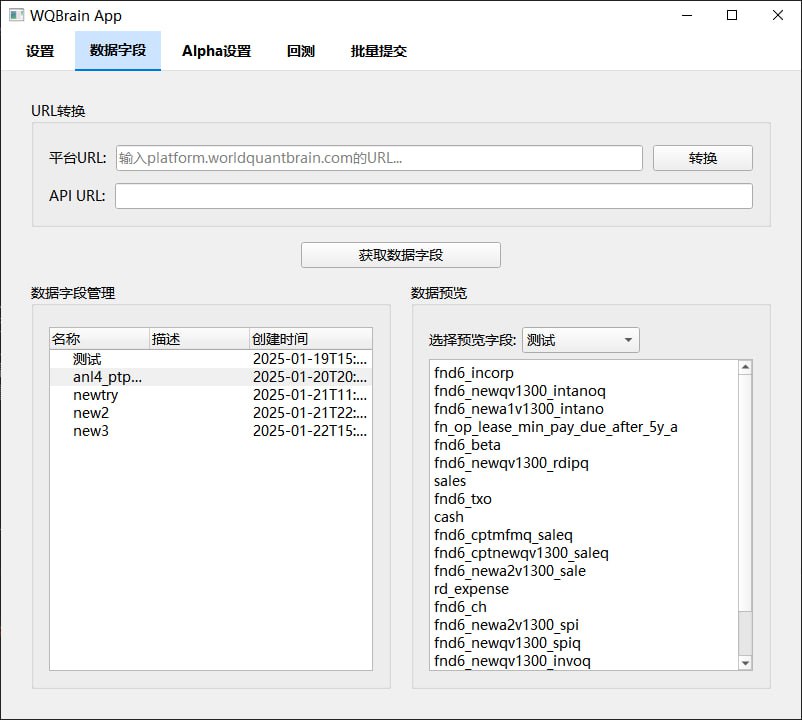 WQBrain App
设置 数据字段 Alpha设置 回测 批量提交
URL转换
平台URL: 输入platform.worldquantbrain.com的URL... 转换
API URL:
获取数据字段
数据字段管理
名称 描述 创建时间
测试 2025-01-19T15:...
anl4_ptp... 2025-01-20T20:...
newtry 2025-01-21T11:...
new2 2025-01-21T22:...
new3 2025-01-22T15:...
数据预览
选择预览字段: 测试
fnd6_incorp
fnd6_newqv1300_intanoq
fnd6_newa1v1300_intano
fn_op_lease_min_pay_due_after_5y_a
fnd6_beta
fnd6_newqv1300_rdipq
sales
fnd6_txo
cash
fnd6_cptmfmq_saleq
fnd6_cptnewqv1300_saleq
fnd6_newa2v1300_sale
rd_expense
fnd6_ch
fnd6_newa2v1300_spi
fnd6_newqv1300_spiq
fnd6_newqv1300_invoq